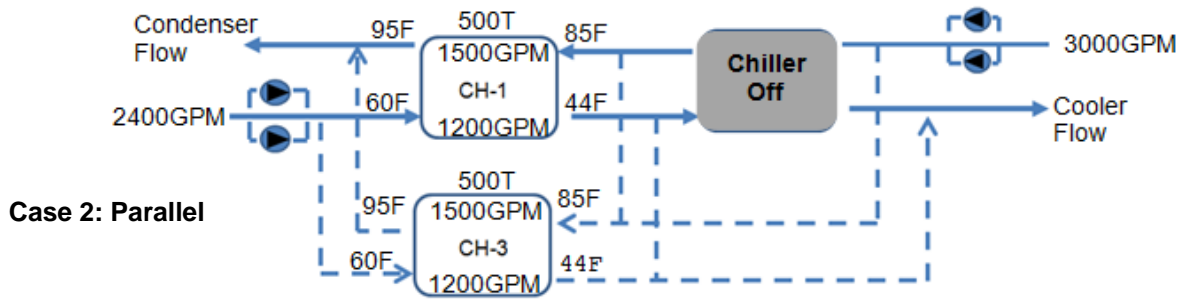 Condenser
Flow
95F
500T
85F
1500GPM
CH-1
1200GPM
Chiller
Off
3000GPM
2400GPM
60F
44F
Cooler
Flow
Case 2: Parallel
500T
95F
1500GPM
85F
CH-3
60F
1200GPM
44F